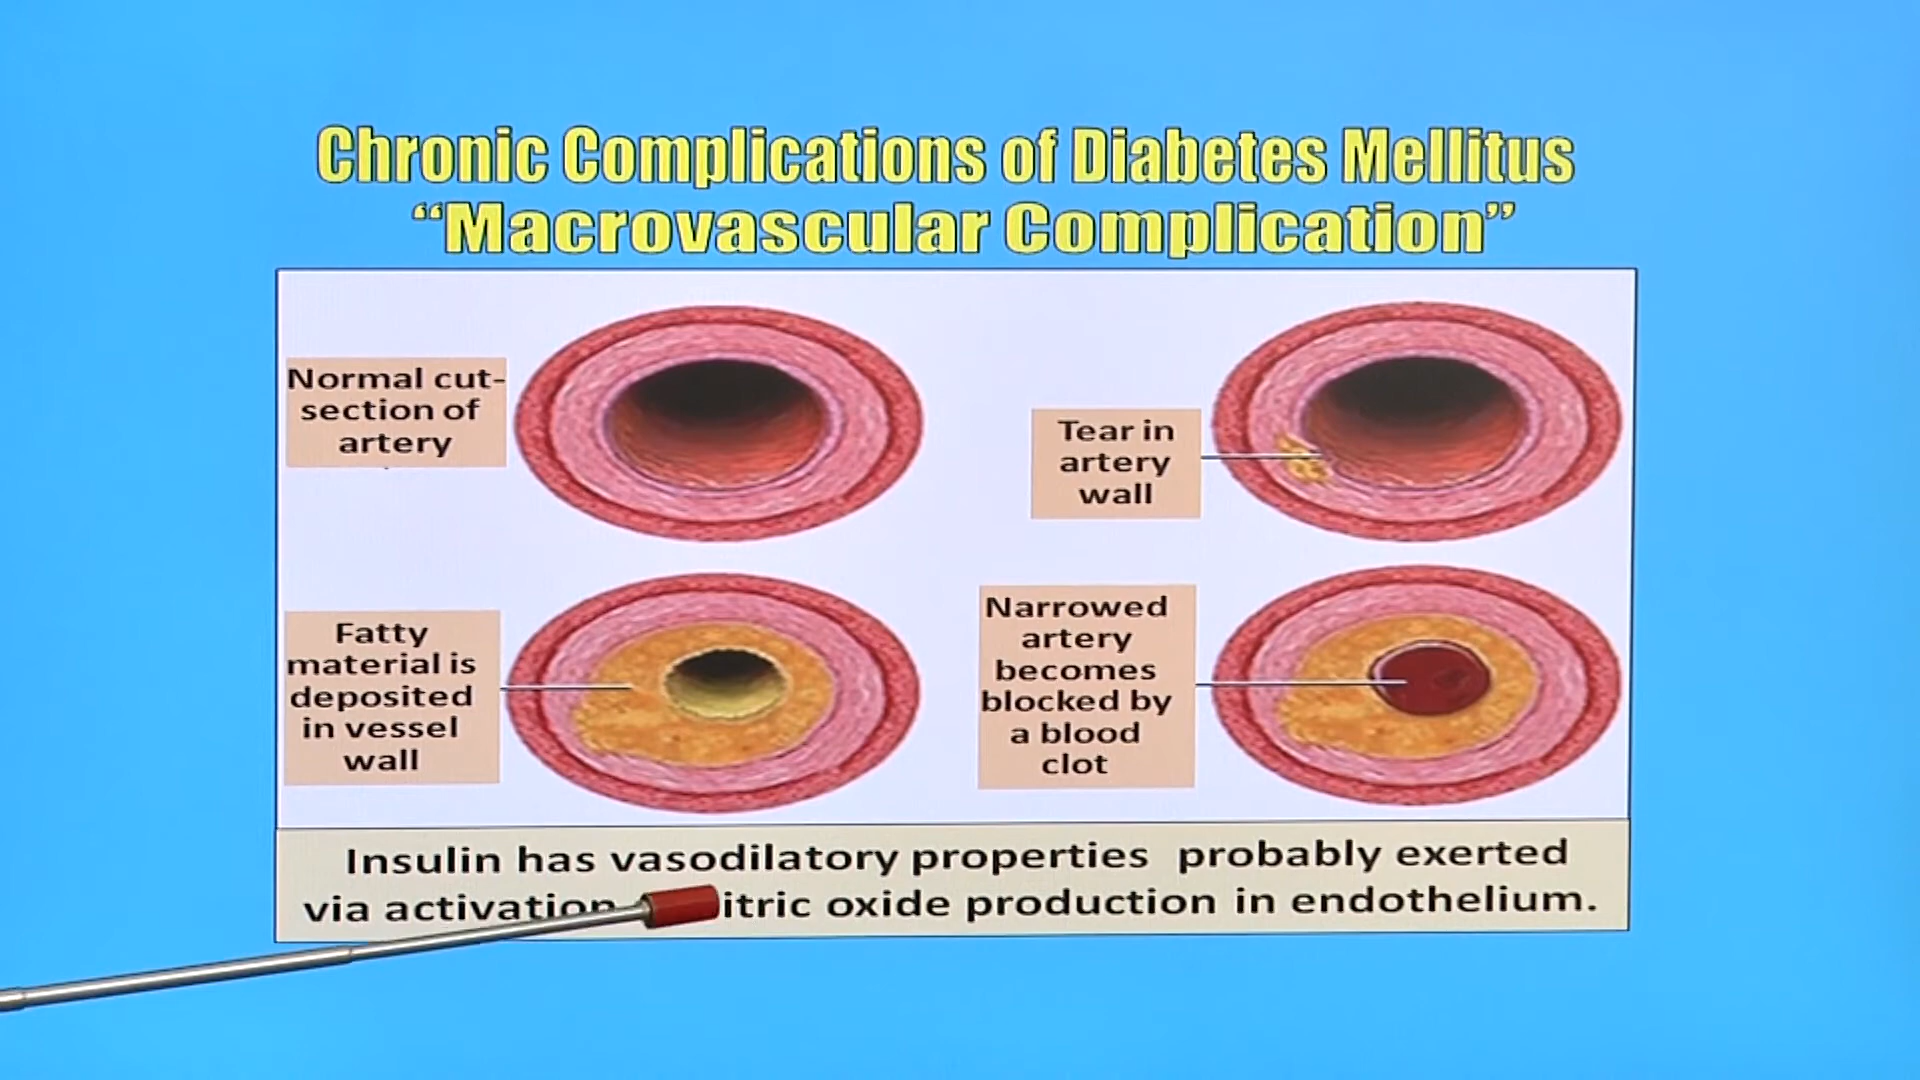 Chronic Complications of Diabetes Mellitus
“Macrovascular Complication”
Normal cut-
section of
artery
Tear in
artery
wall
Fatty
material is
deposited
in vessel
wall
Narrowed
artery
becomes
blocked by
a blood
clot
Insulin has vasodilatory properties probably exerted
via activation oxide production in endothelium.